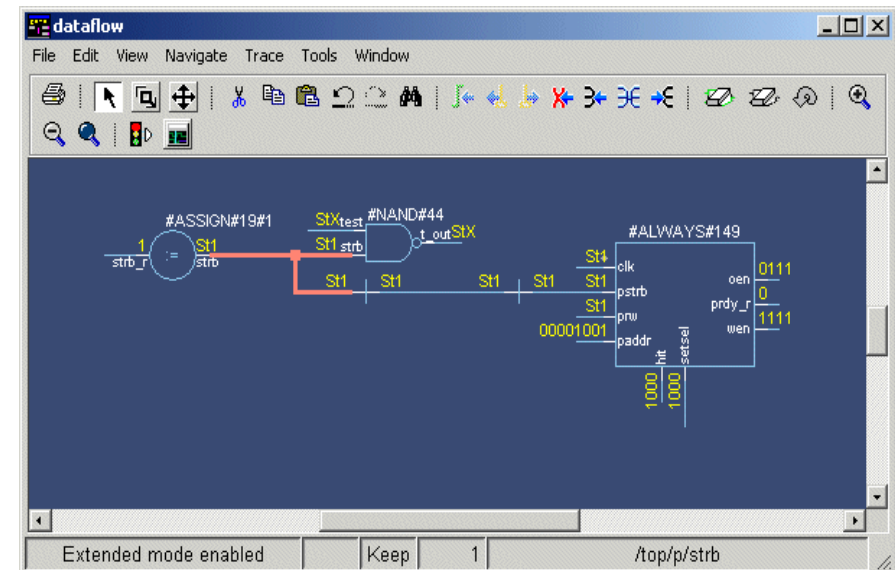 dataflow
File Edit View Navigate Trace Tools Window
#ASSIGN#19#1
1
strb_r
:=
St1
strb
StX
test
#NAND#44
St1
strb
t_out
StX
St1
St1
St1
St1
St1
#ALWAYS#149
clk
pstrb
St1
prw
00001001
paddr
oen
0111
prdy_r
0
wen
1111
hit
setsel
1000
1000
Extended mode enabled
Keep
1
/top/p/strb